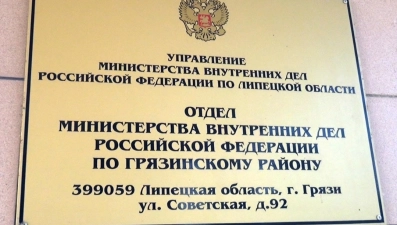 УПРАВЛЕНИЕ
МИНИСТЕРСТВА ВНУТРЕННИХ ДЕЛ
РОССИЙСКОЙ ФЕДЕРАЦИИ ПО ЛИПЕЦКОЙ ОБЛАСТИ
ОТДЕЛ
МИНИСТЕРСТВА ВНУТРЕННИХ ДЕЛ
РОССИЙСКОЙ ФЕДЕРАЦИИ
ПО ГРЯЗИНСКОМУ РАЙОНУ
399059 Липецкая область, г. Грязи
ул. Советская, д.92